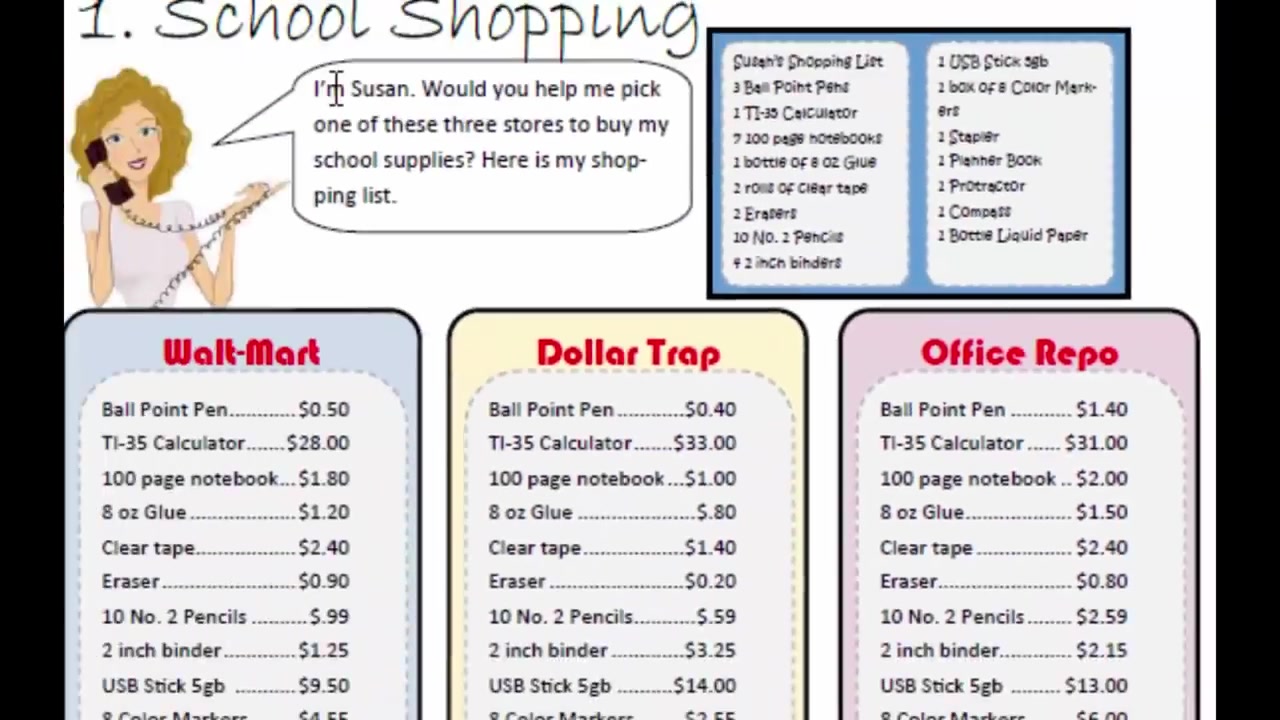 1. School Shopping
I'm Susan. Would you help me pick
one of these three stores to buy my
school supplies? Here is my shop-
ping list.
Susan's Shopping List
3 Ball Point Pens
1 TI-35 Calculator
7 100 page notebooks
1 bottle of 8 oz Glue
2 rolls of clear tape
2 Erasers
10 No. 2 Pencils
4 2 inch binders
1 USB Stick 5gb
1 box of 8 Color Mark-
ers
1 Stapler
1 Planner Book
1 Protractor
1 Compass
1 Bottle Liquid Paper
Walt-Mart
Ball Point Pen............ $0.50
TI-35 Calculator.......$28.00
100 page notebook... $1.80
8 oz Glue ................... $1.20
Clear tape.................. $2.40
Eraser........................ $0.90
10 No. 2 Pencils .......... $.99
2 inch binder............. $1.25
USB Stick 5gb ........... $9.50
8 Color Markers $4.55
Dollar Trap
Ball Point Pen ............$0.40
TI-35 Calculator.......$33.00
100 page notebook...$1.00
8 oz Glue .....................$.80
Clear tape..................$1.40
Eraser ........................$0.20
10 No. 2 Pencils...........$.59
2 inch binder .............$3.25
USB Stick 5gb ..........$14.00
8 Color Markers $2.55
Office Repo
Ball Point Pen ........... $1.40
TI-35 Calculator ...... $31.00
100 page notebook .. $2.00
8 oz Glue................... $1.50
Clear tape ................. $2.40
Eraser........................ $0.80
10 No. 2 Pencils ........ $2.59
2 inch binder............. $2.15
USB Stick 5gb ......... $13.00
8 Color Markers $6.00